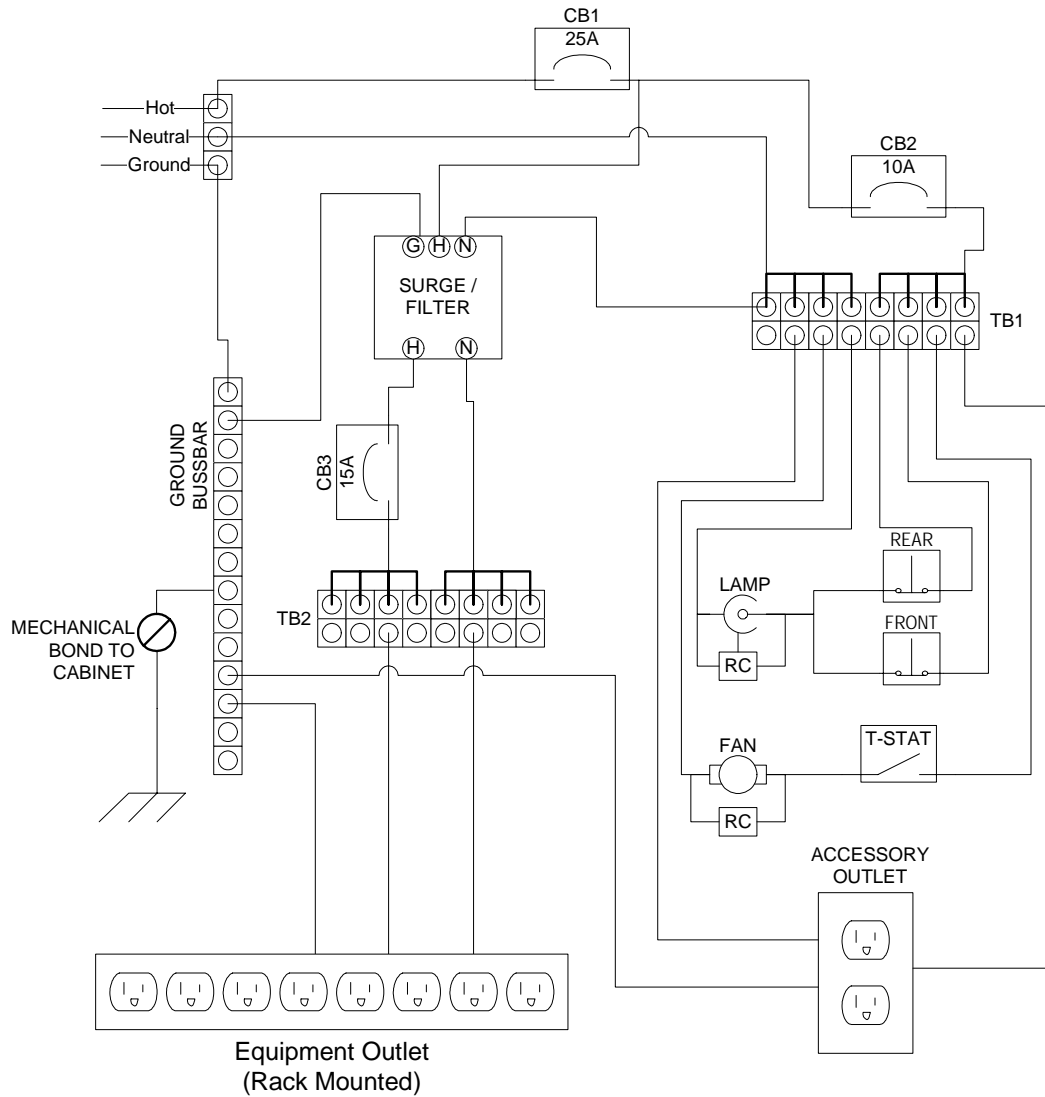 CB1
25A
Hot
Neutral
Ground
CB2
10A
G H N
SURGE /
FILTER
H N
TB1
GROUND
BUSSBAR
CB3
15A
REAR
LAMP
FRONT
RC
TB2
MECHANICAL
BOND TO
CABINET
FAN
T-STAT
RC
ACCESSORY
OUTLET
Equipment Outlet
(Rack Mounted)